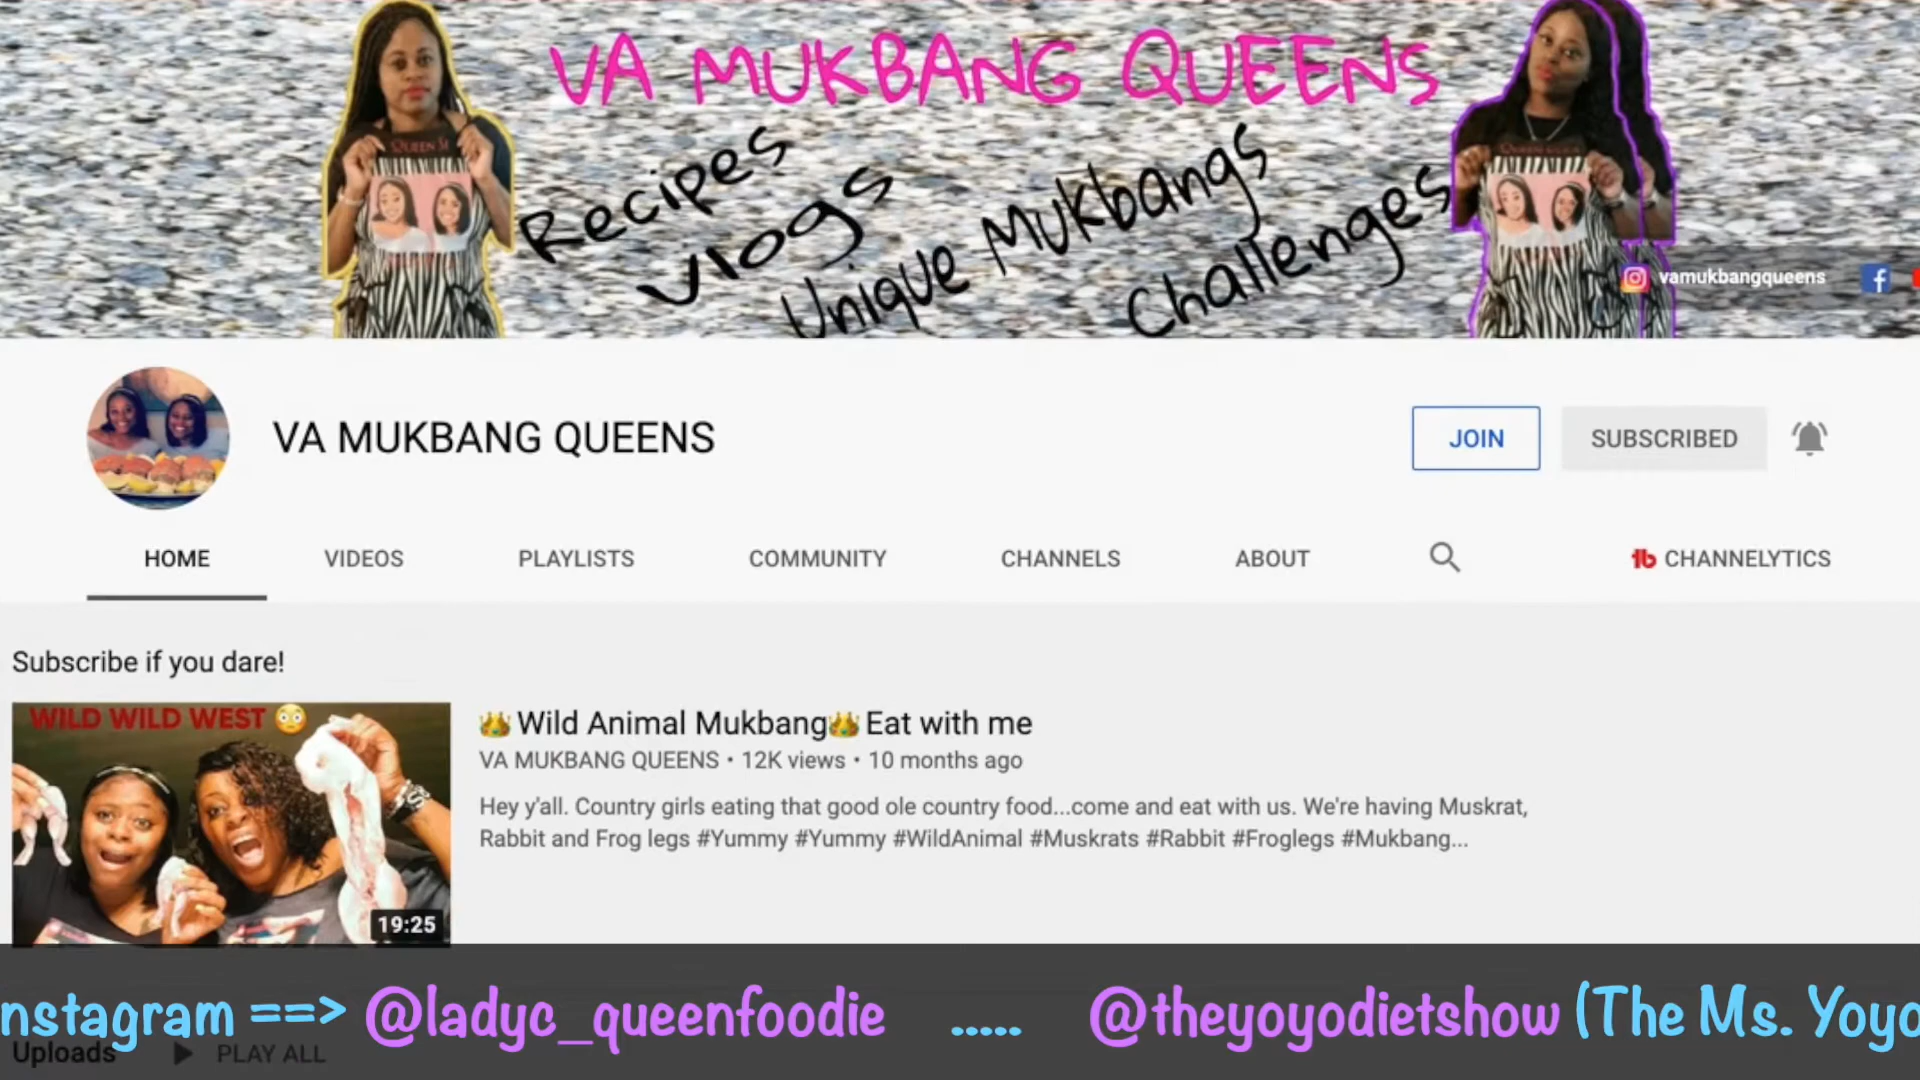 VA MUKBANG QUEENS
Recipes
Vlogs
Unique Mukbangs
Challenges
vamukbangqueens
VA MUKBANG QUEENS
JOIN
SUBSCRIBED
HOME
VIDEOS
PLAYLISTS
COMMUNITY
CHANNELS
ABOUT
CHANNELYTICS
Subscribe if you dare!
WILD WILD WEST 😳
19:25
👑Wild Animal Mukbang👑Eat with me
VA MUKBANG QUEENS • 12K views • 10 months ago
Hey y'all. Country girls eating that good ole country food...come and eat with us. We're having Muskrat,
Rabbit and Frog legs #Yummy #Yummy #WildAnimal #Muskrats #Rabbit #Froglegs #Mukbang...
nstagram ==> @ladyc_queenfoodie ..... @theyoyodietshow (The Ms. Yoyo
Uploads PLAY ALL